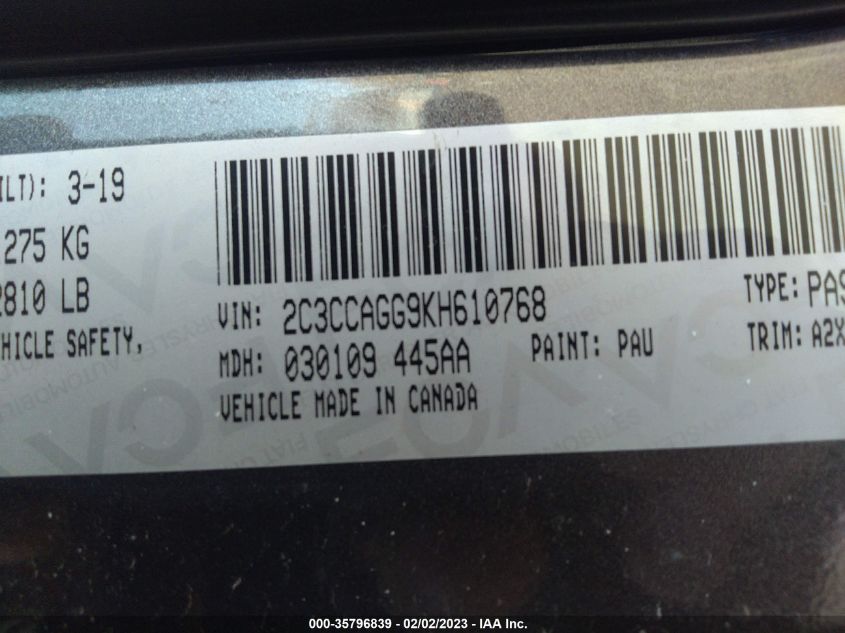 ILT): 3-19
275 KG
2810 LB
HICLE SAFETY,
VIN: 2C3CCAGG9KH610768
TYPE: PAS
MDH: 030109 445AA
PAINT: PAU
TRIM: A2X
VEHICLE MADE IN CANADA
000-35796839 - 02/02/2023 - IAA Inc.